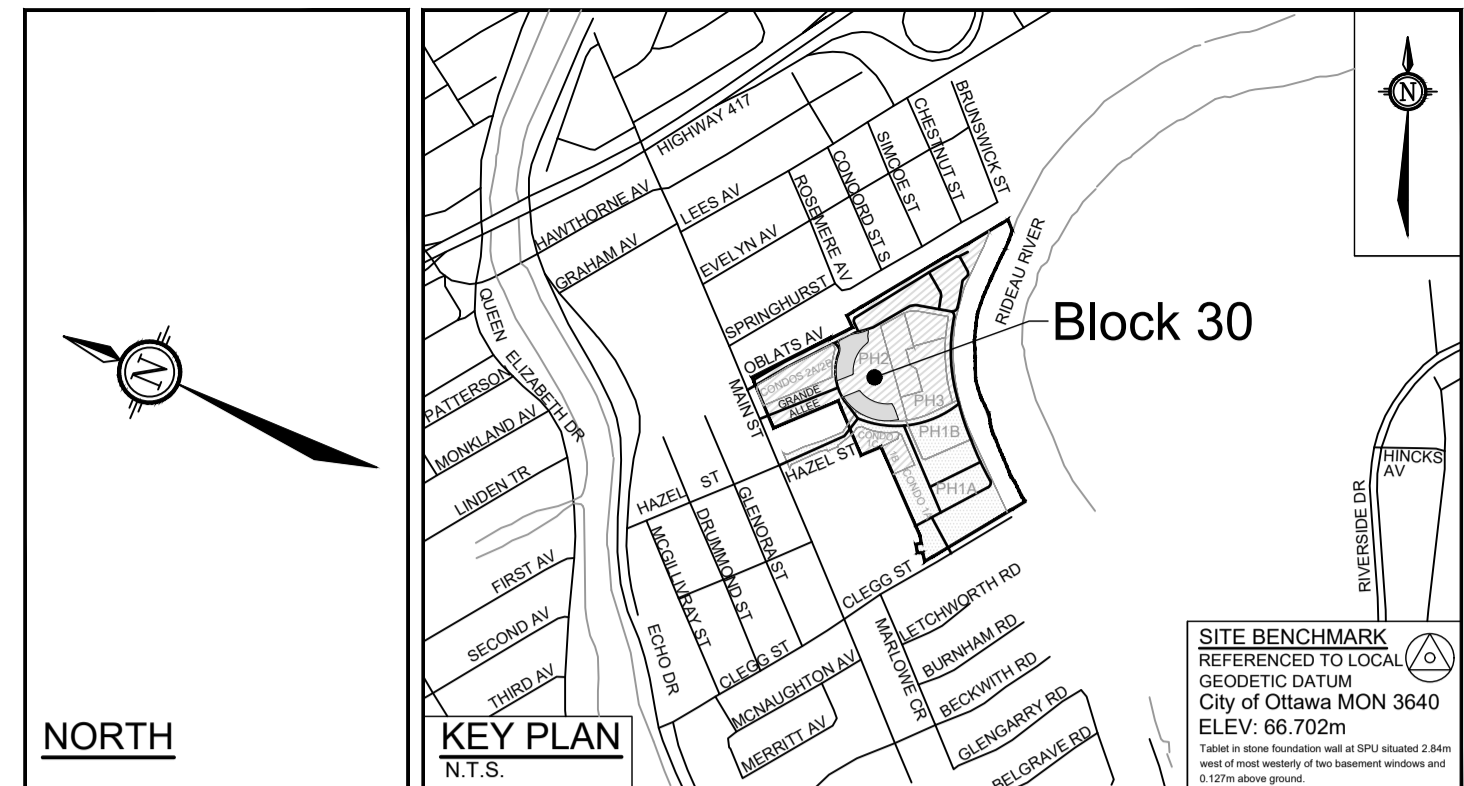 N
NORTH
HIGHWAY 417
HAWTHORNE AV
GRAHAM AV
LEES AV
EVELYN AV
SPRINGHURST
OBLATS AV
ROSEMERE AV
CONCORD ST S
SIMCOE ST
CHESTNUT ST
BRUNSWICK ST
RIDEAU RIVER
N
Block 30
QUEEN ELIZABETH DR
PATTERSON
MONKLAND AV
LINDEN TR
FIRST AV
SECOND AV
THIRD AV
MAIN ST
CONDOS 2A/2B
GRANDE
ALLEE
PH2
PH3
PH1B
PH1A
CONDO 1A
HAZEL ST
HAZEL ST
GLENORA ST
DRUMMOND ST
MCGILLIVRAY ST
ECHO DR
CLEGG ST
CLEGG ST
MCNAUGHTON AV
MERRITT AV
MARLOWE CR
LETCHWORTH RD
BURNHAM RD
BECKWITH RD
GLENGARRY RD
BELGRAVE RD
RIVERSIDE DR
HINCKS
AV
KEY PLAN
N.T.S.
SITE BENCHMARK
REFERENCED TO LOCAL
GEODETIC DATUM
City of Ottawa MON 3640
ELEV: 66.702m
Tablet in stone foundation wall at SPU situated 2.84m
west of most westerly of two basement windows and
0.127m above ground.